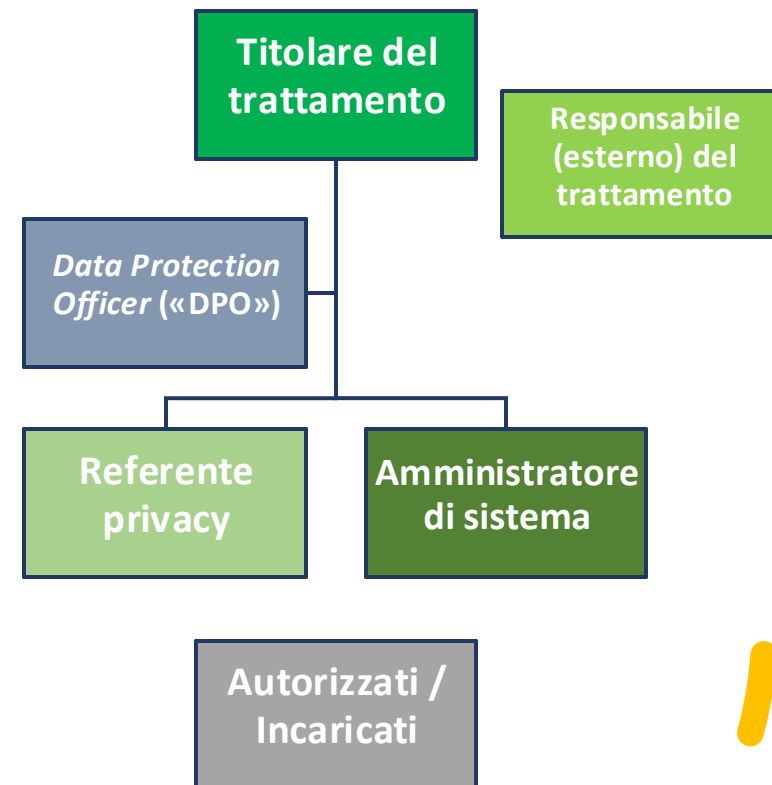 Titolare del
trattamento
Responsabile
(esterno) del
trattamento
Data Protection
Officer («DPO»)
Referente
privacy
Amministratore
di sistema
Autorizzati /
Incaricati